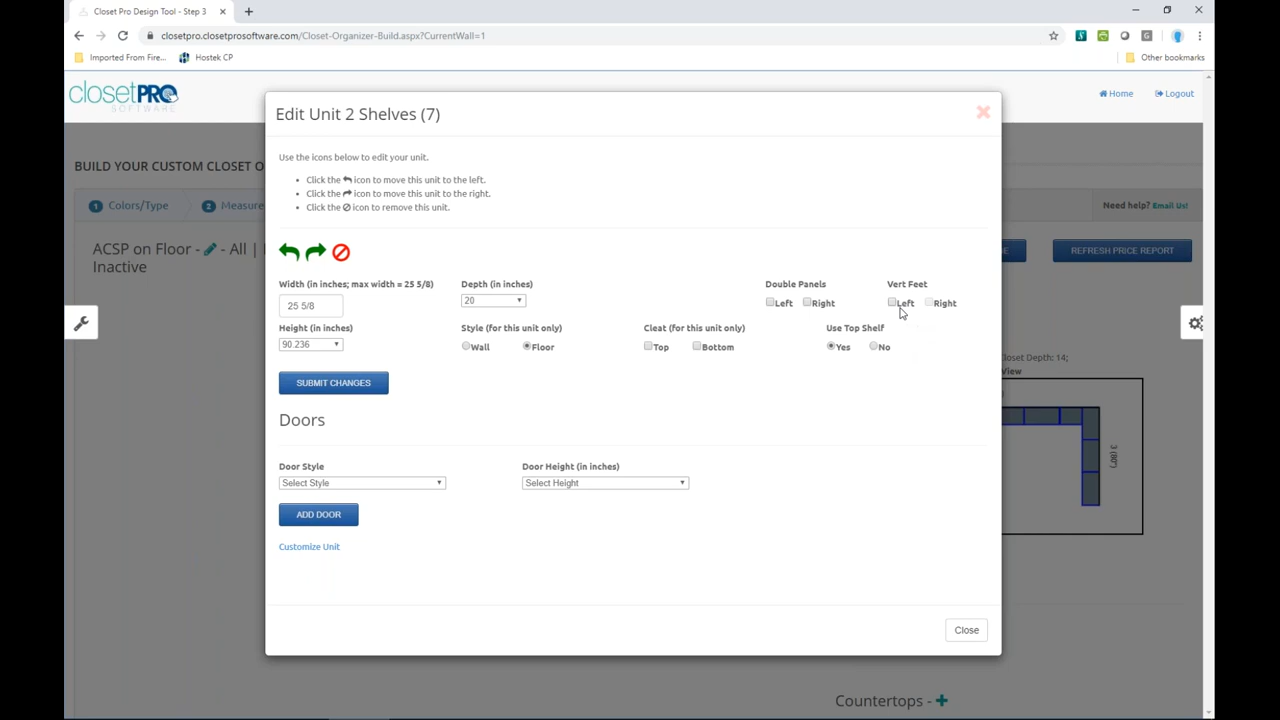 Closet Pro Design Tool - Step 3
closetpro.closetprosoftware.com/Closet-Organizer-Build.aspx?CurrentWall=1
Imported From Fire... Hostek CP Other bookmarks
closetPRO
SOFTWARE
Home Logout
Edit Unit 2 Shelves (7)
Use the icons below to edit your unit.
Click the icon to move this unit to the left.
Click the icon to move this unit to the right.
Click the icon to remove this unit.
BUILD YOUR CUSTOM CLOSET O
1 Colors/Type 2 Measure
Need help? Email Us!
ACSP on Floor - - All |
Inactive
REFRESH PRICE REPORT
Width (in inches; max width = 25 5/8) Depth (in inches) Double Panels Vert Feet
25 5/8 20 Left Right Left Right
Height (in inches) Style (for this unit only) Cleat (for this unit only) Use Top Shelf
90.236 Wall Floor Top Bottom Yes No
SUBMIT CHANGES
Closet Depth: 14;
View
Doors
3 (80")
Door Style Door Height (in inches)
Select Style Select Height
ADD DOOR
Customize Unit
Close
Countertops - +